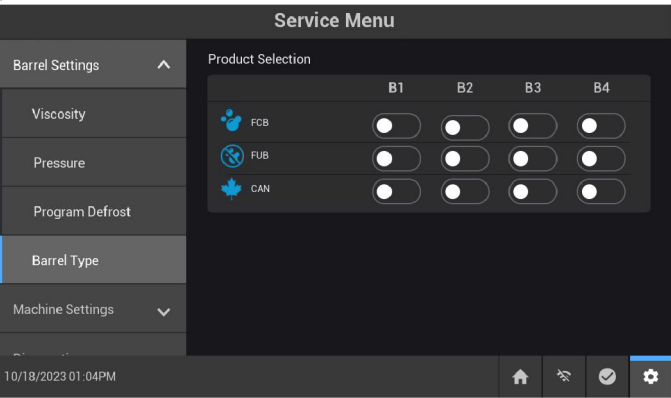 Service Menu
Barrel Settings
Product Selection
B1 B2 B3 B4
Viscosity
FCB
FUB
Pressure
CAN
Program Defrost
Barrel Type
Machine Settings
10/18/2023 01:04PM